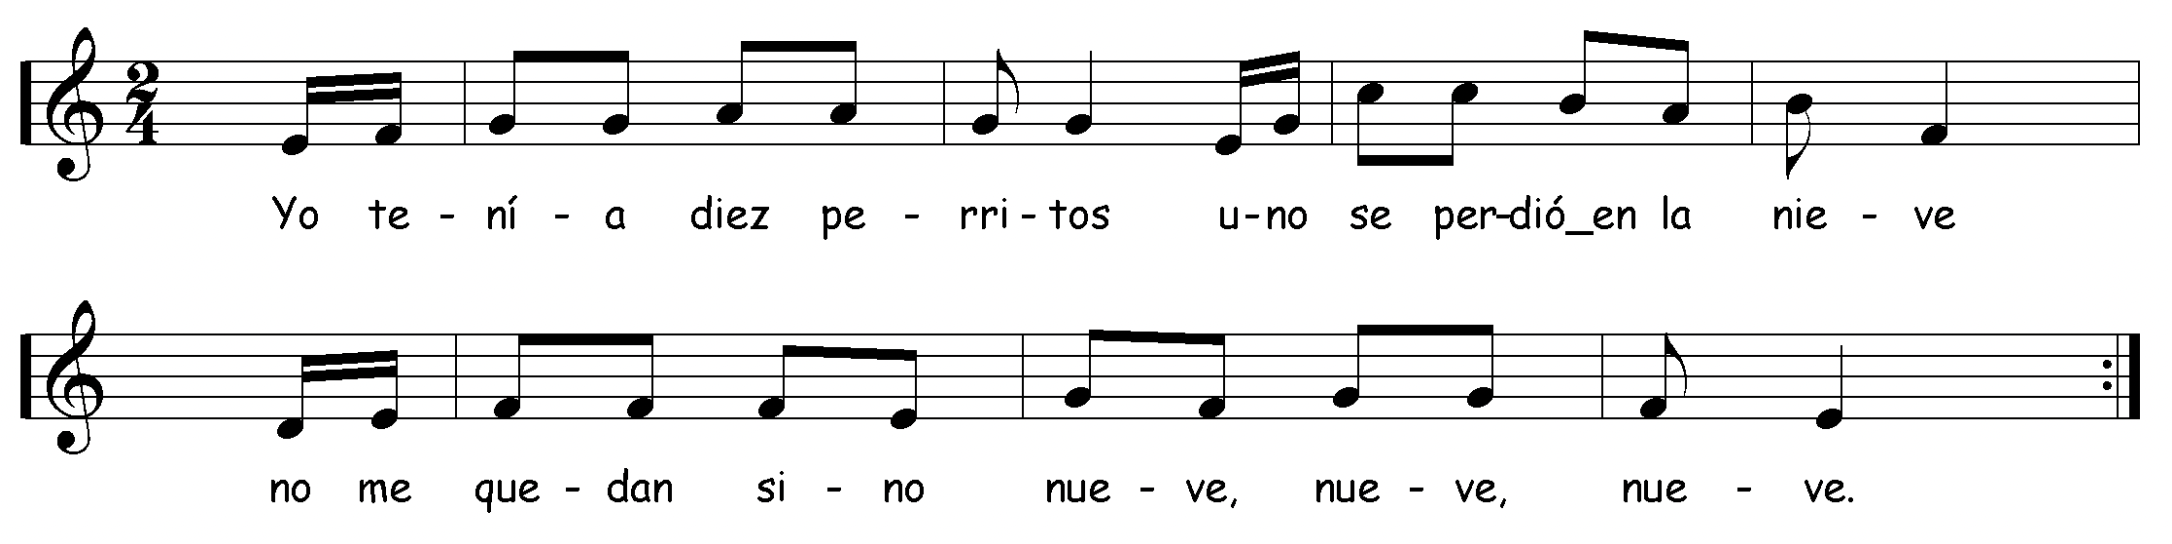 2
4
Yo te - ní - a diez pe - rri - tos u-no se per-dió_en la nie - ve
no me que - dan si - no nue - ve, nue - ve, nue - ve.